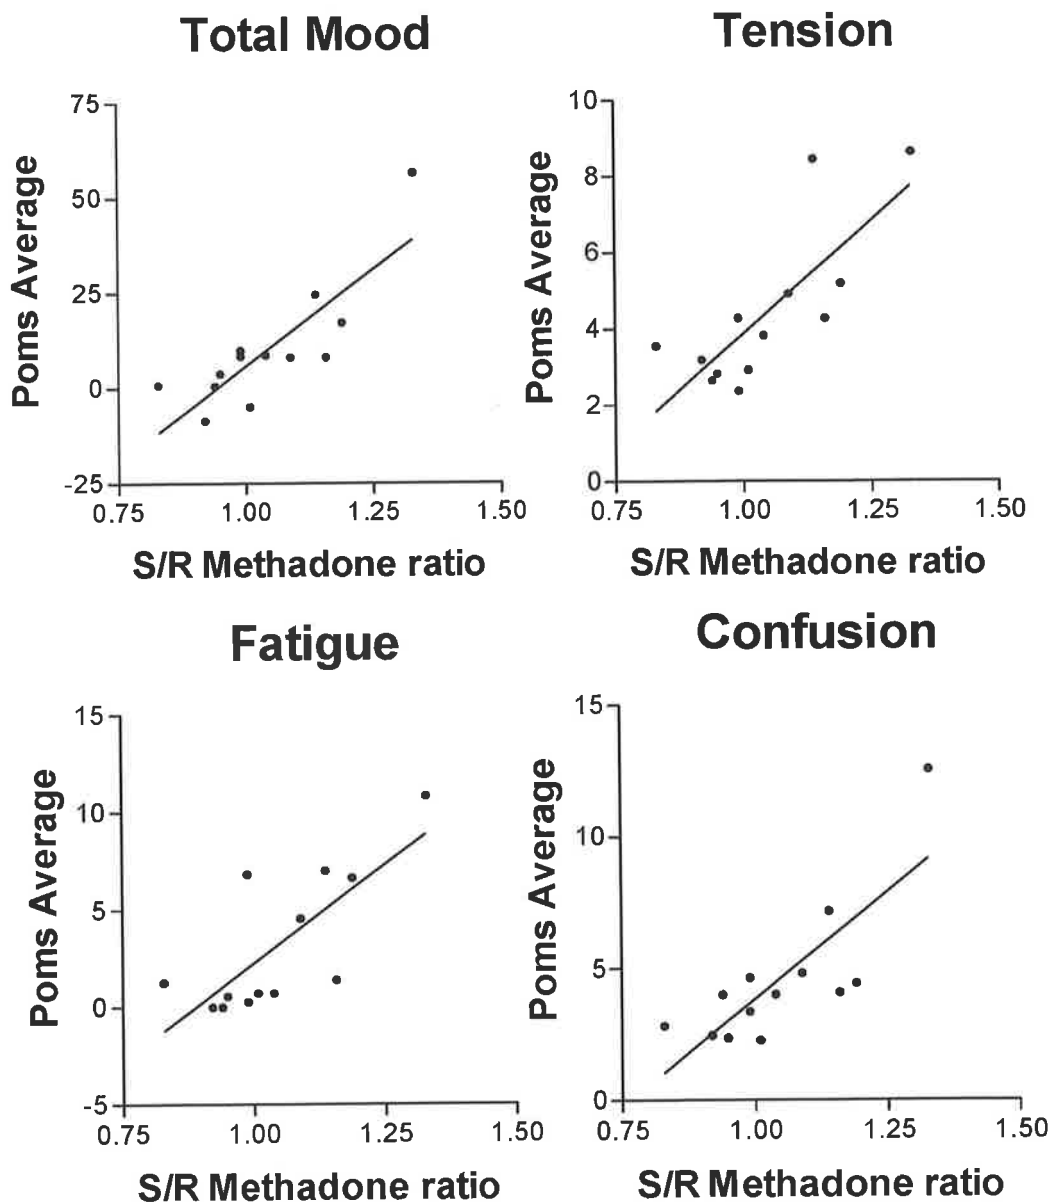 Total Mood
75
50
25
0
-25
Poms Average
0.75 1.00 1.25 1.50
S/R Methadone ratio
Tension
10
8
6
4
2
0
Poms Average
0.75 1.00 1.25 1.50
S/R Methadone ratio
Fatigue
15
10
5
0
-5
Poms Average
0.75 1.00 1.25 1.50
S/R Methadone ratio
Confusion
15
10
5
0
Poms Average
0.75 1.00 1.25 1.50
S/R Methadone ratio